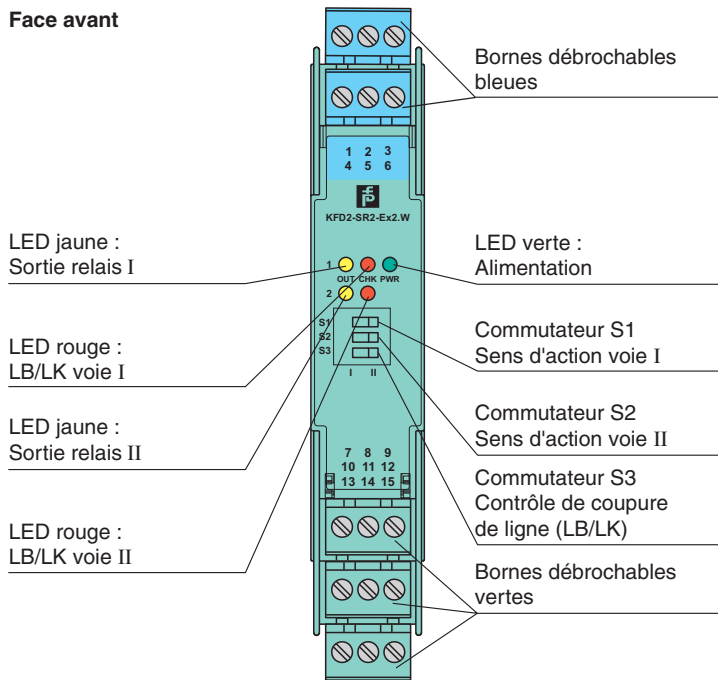 Face avant
Bornes débrochables
bleues
1 2 3
4 5 6
KFD2-SR2-Ex2.W
LED jaune :
Sortie relais I
LED verte :
Alimentation
1
OUT CHK PWR
2
LED rouge :
LB/LK voie I
S1
S2
S3
I II
Commutateur S1
Sens d'action voie I
LED jaune :
Sortie relais II
Commutateur S2
Sens d'action voie II
7 8 9
10 11 12
13 14 15
Commutateur S3
Contrôle de coupure
de ligne (LB/LK)
LED rouge :
LB/LK voie II
Bornes débrochables
vertes